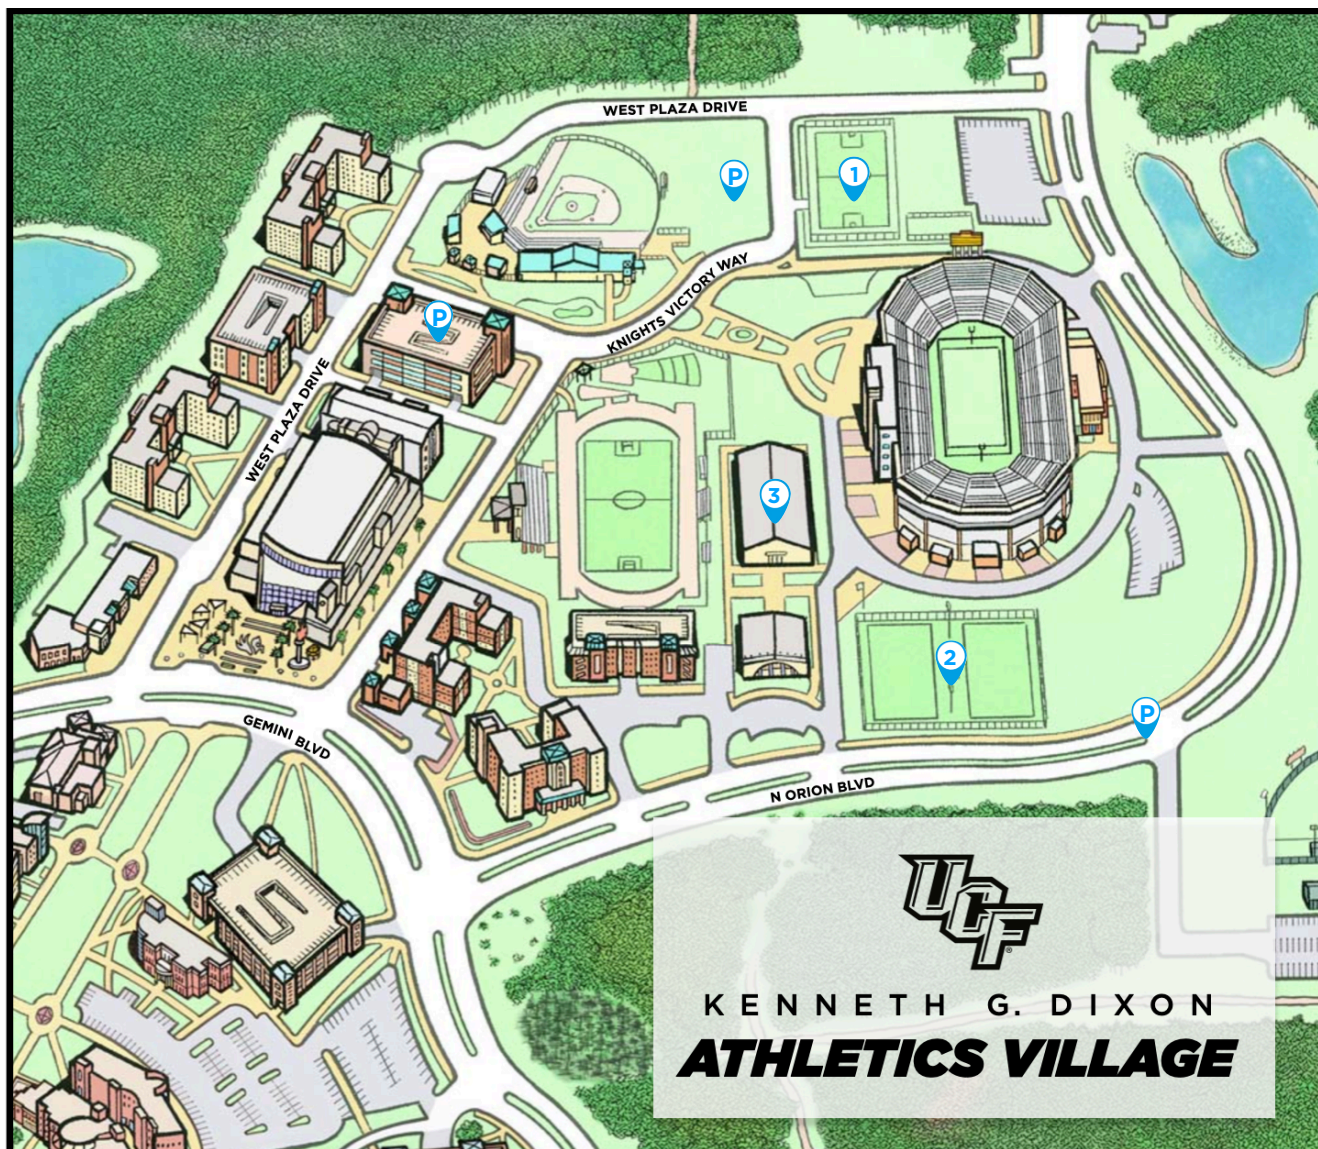 WEST PLAZA DRIVE
P
1
KNIGHTS VICTORY WAY
P
WEST PLAZA DRIVE
3
2
P
GEMINI BLVD
N ORION BLVD
UCF
KENNETH G. DIXON
ATHLETICS VILLAGE